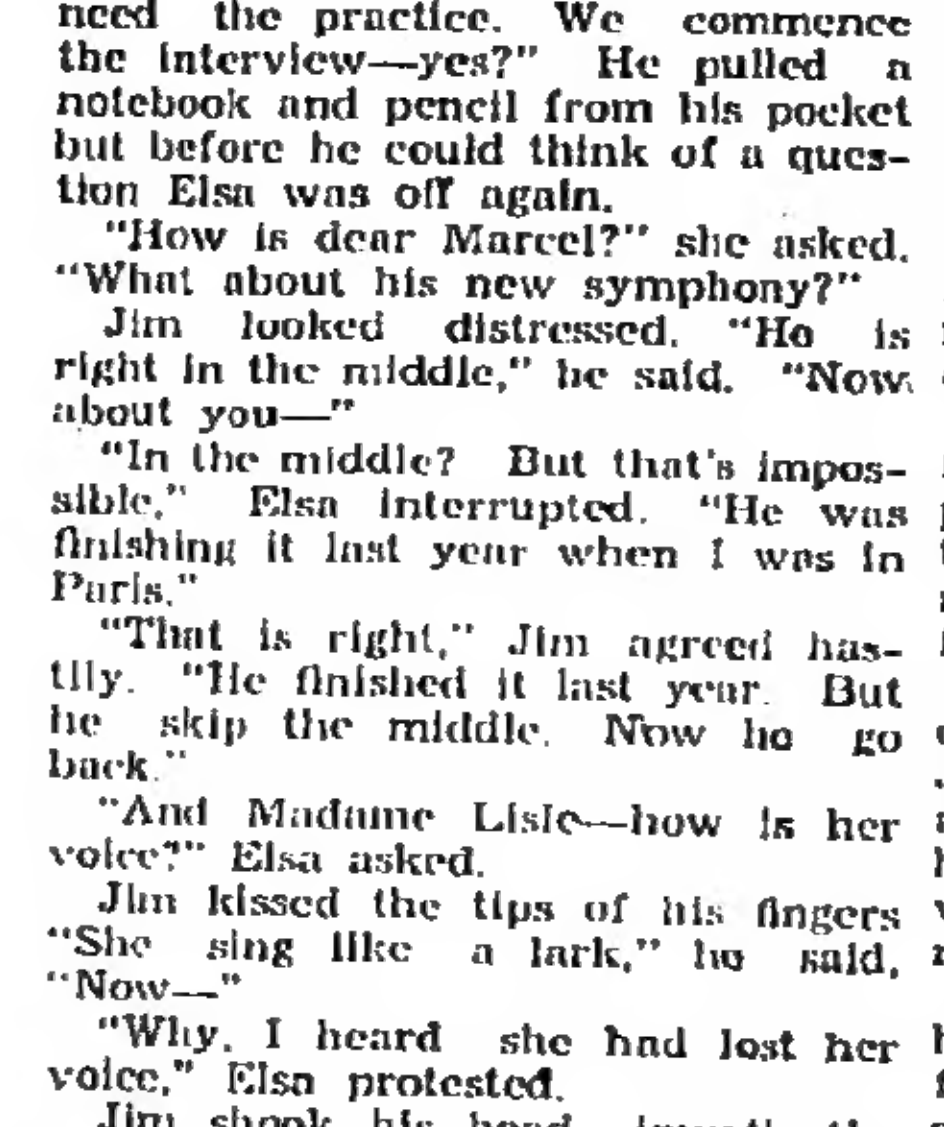 need the practice. We commence
the interview—yes?" He pulled a
notebook and pencil from his pocket
but before he could think of a ques-
tion Elsa was off again.
"How is dear Marcel?" she asked.
"What about his new symphony?"
Jim looked distressed. "He is
right in the middle," he said. "Now
about you—"
"In the middle? But that's impos-
sible," Elsa interrupted. "He was
finishing it last year when I was in
Paris."
"That is right," Jim agreed has-
tily. "He finished it last year. But
he skip the middle. Now he go
back."
"And Madame Lisle—how is her
voice?" Elsa asked.
Jim kissed the tips of his fingers
"She sing like a lark," he said.
"Now—"
"Why, I heard she had lost her
voice," Elsa protested.
Jim shook his head